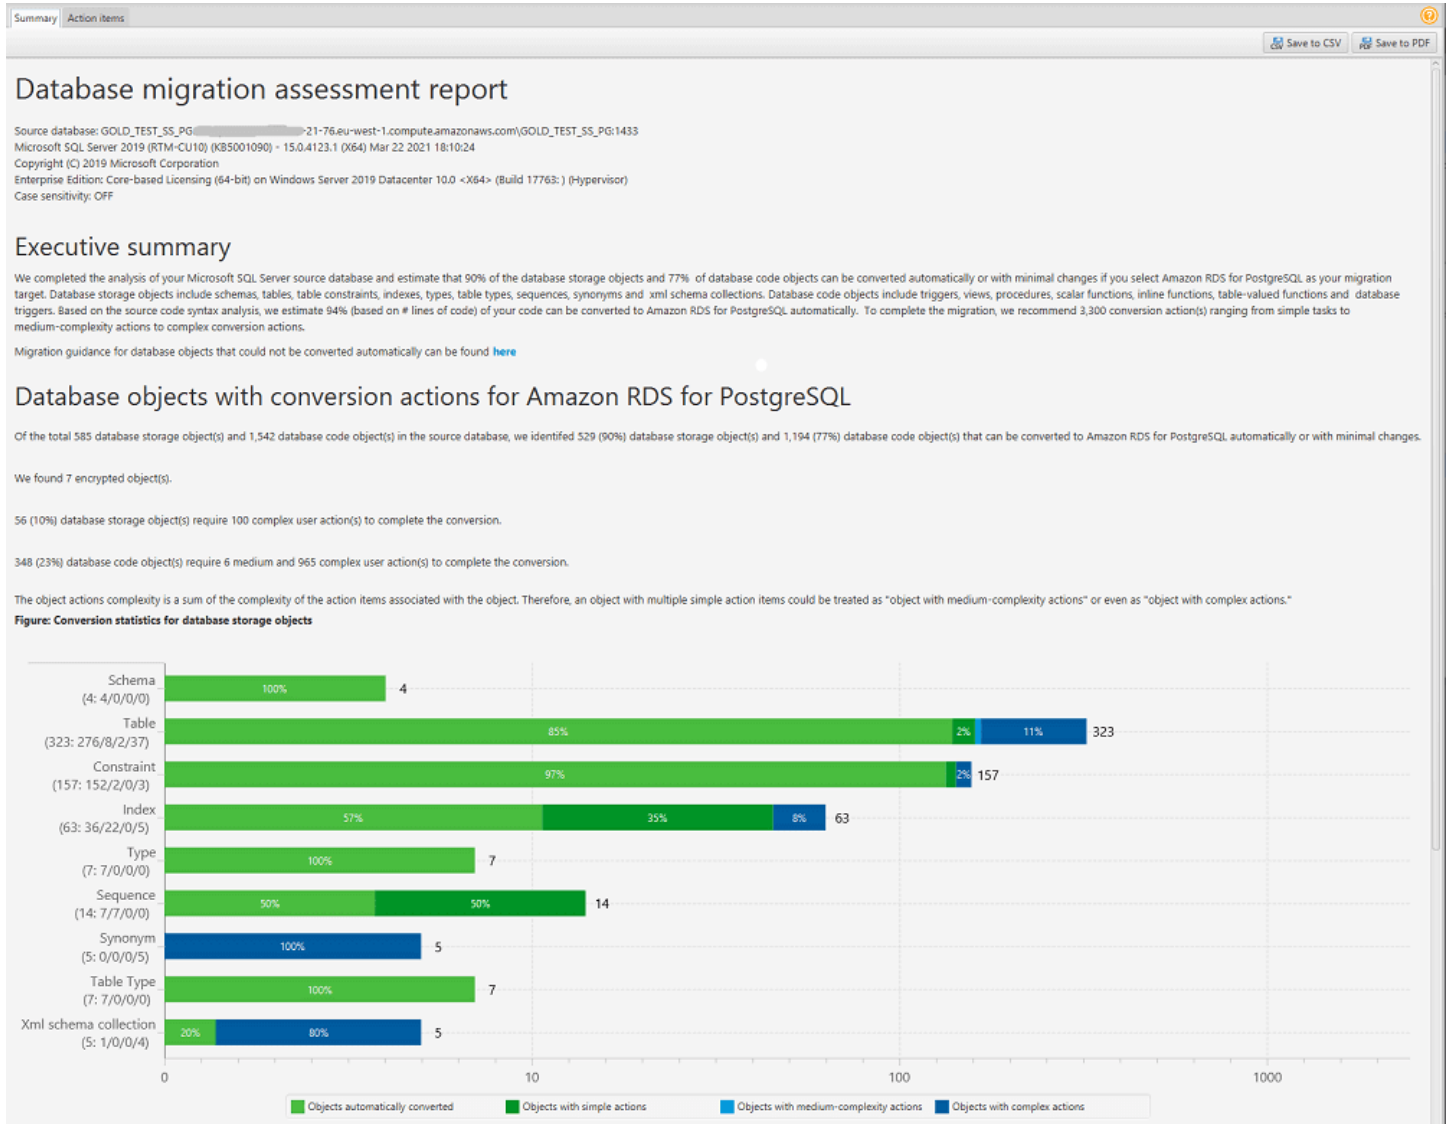 Summary Action items
Save to CSV Save to PDF
Database migration assessment report
Source database: GOLD_TEST_SS_PG -21-76.eu-west-1.compute.amazonaws.com\GOLD_TEST_SS_PG:1433
Microsoft SQL Server 2019 (RTM-CU10) (KB5001090) - 15.0.4123.1 (X64) Mar 22 2021 18:10:24
Copyright (C) 2019 Microsoft Corporation
Enterprise Edition: Core-based Licensing (64-bit) on Windows Server 2019 Datacenter 10.0 <X64> (Build 17763: ) (Hypervisor)
Case sensitivity: OFF
Executive summary
We completed the analysis of your Microsoft SQL Server source database and estimate that 90% of the database storage objects and 77% of database code objects can be converted automatically or with minimal changes if you select Amazon RDS for PostgreSQL as your migration
target. Database storage objects include schemas, tables, table constraints, indexes, types, table types, sequences, synonyms and xml schema collections. Database code objects include triggers, views, procedures, scalar functions, inline functions, table-valued functions and database
triggers. Based on the source code syntax analysis, we estimate 94% (based on # lines of code) of your code can be converted to Amazon RDS for PostgreSQL automatically. To complete the migration, we recommend 3,300 conversion action(s) ranging from simple tasks to
medium-complexity actions to complex conversion actions.
Migration guidance for database objects that could not be converted automatically can be found here
Database objects with conversion actions for Amazon RDS for PostgreSQL
Of the total 585 database storage object(s) and 1,542 database code object(s) in the source database, we identifed 529 (90%) database storage object(s) and 1,194 (77%) database code object(s) that can be converted to Amazon RDS for PostgreSQL automatically or with minimal changes.
We found 7 encrypted object(s).
56 (10%) database storage object(s) require 100 complex user action(s) to complete the conversion.
348 (23%) database code object(s) require 6 medium and 965 complex user action(s) to complete the conversion.
The object actions complexity is a sum of the complexity of the action items associated with the object. Therefore, an object with multiple simple action items could be treated as "object with medium-complexity actions" or even as "object with complex actions."
Figure: Conversion statistics for database storage objects
Schema
(4: 4/0/0/0)
100% 4
Table
(323: 276/8/2/37)
85% 2% 11% 323
Constraint
(157: 152/2/0/3)
97% 2% 157
Index
(63: 36/22/0/5)
57% 35% 8% 63
Type
(7: 7/0/0/0)
100% 7
Sequence
(14: 7/7/0/0)
50% 50% 14
Synonym
(5: 0/0/0/5)
100% 5
Table Type
(7: 7/0/0/0)
100% 7
Xml schema collection
(5: 1/0/0/4)
20% 80% 5
0 10 100 1000
Objects automatically converted Objects with simple actions Objects with medium-complexity actions Objects with complex actions